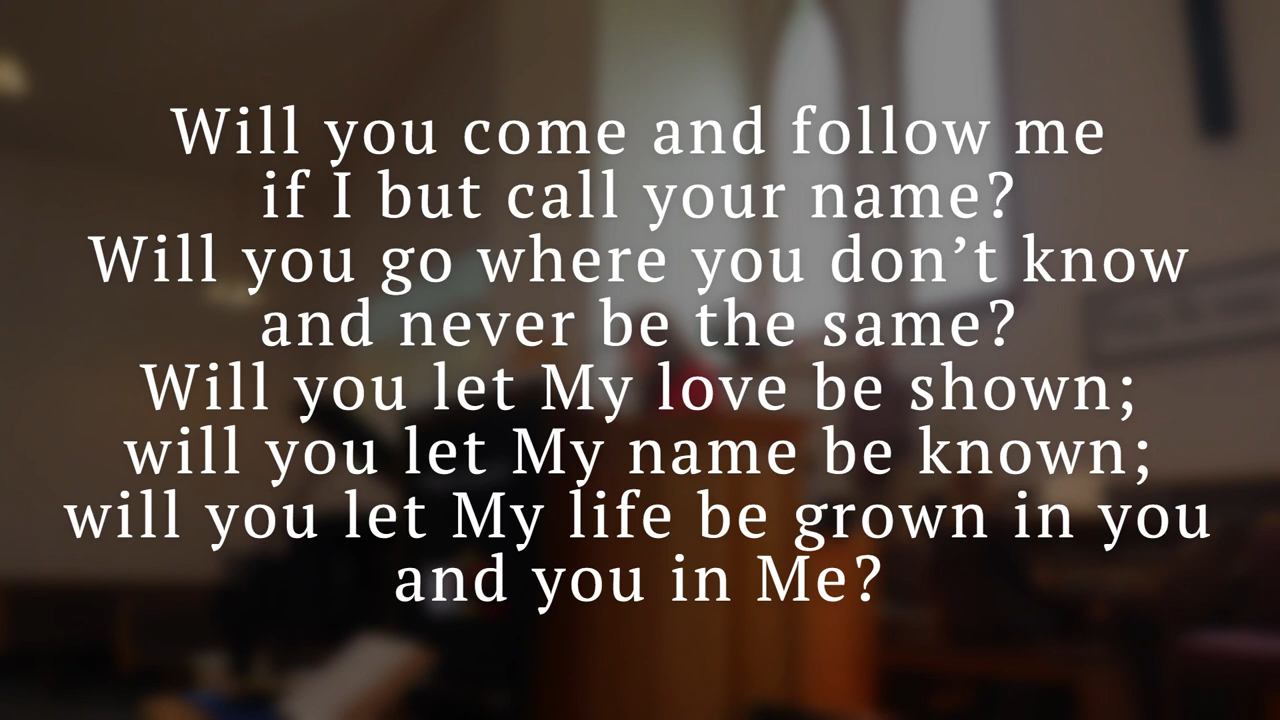 Will you come and follow me
if I but call your name?
Will you go where you don’t know
and never be the same?
Will you let My love be shown;
will you let My name be known;
will you let My life be grown in you
and you in Me?